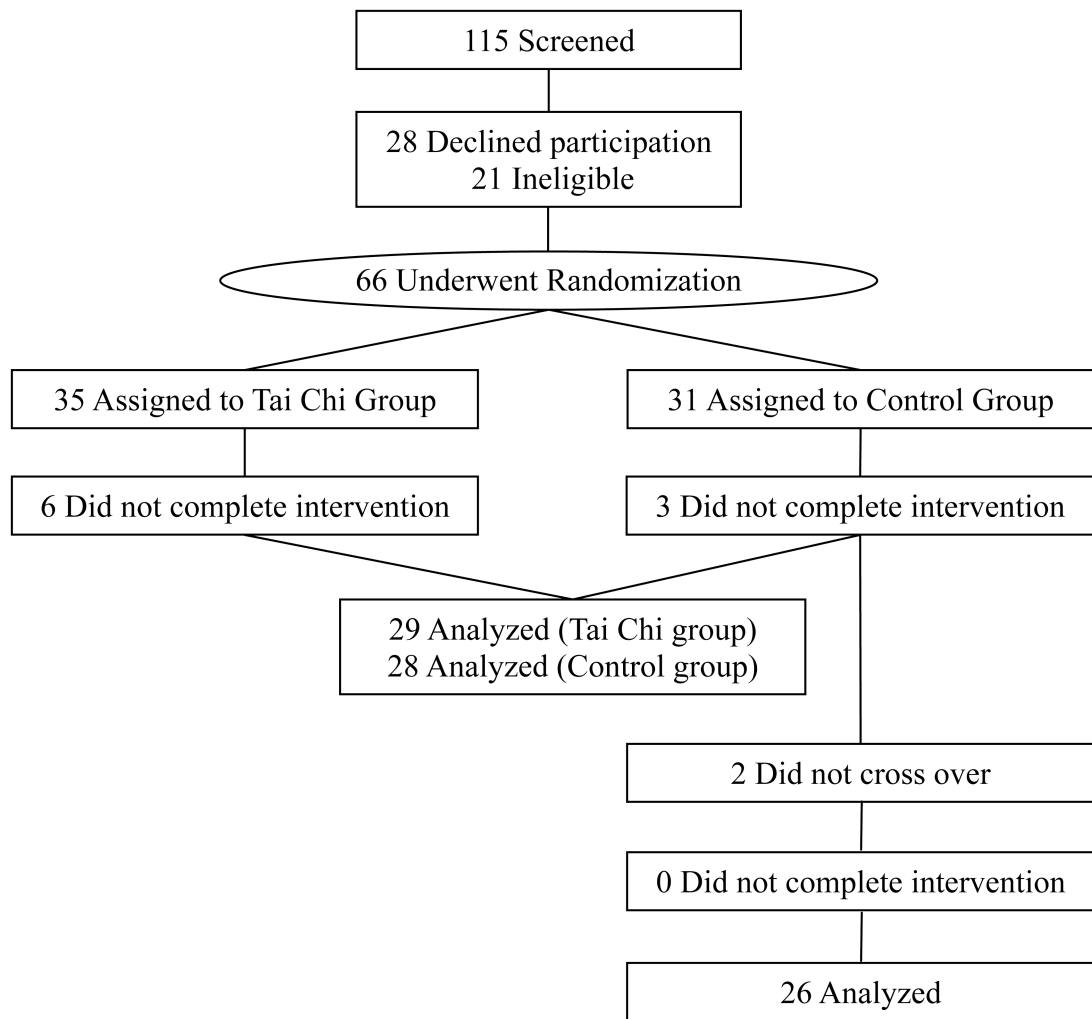 115 Screened
28 Declined participation
21 Ineligible
66 Underwent Randomization
35 Assigned to Tai Chi Group
31 Assigned to Control Group
6 Did not complete intervention
3 Did not complete intervention
29 Analyzed (Tai Chi group)
28 Analyzed (Control group)
2 Did not cross over
0 Did not complete intervention
26 Analyzed